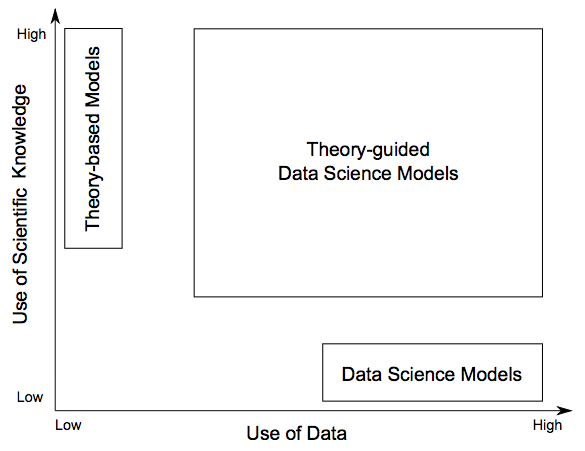 High
Use of Scientific Knowledge
Theory-based Models
Theory-guided
Data Science Models
Data Science Models
Low
Low
Use of Data
High